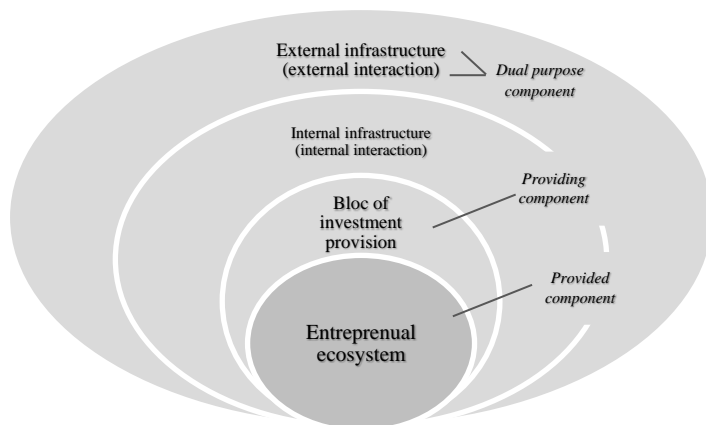 External infrastructure
(external interaction)
Dual purpose
component
Internal infrastructure
(internal interaction)
Providing
component
Bloc of
investment
provision
Provided
component
Entreprenual
ecosystem